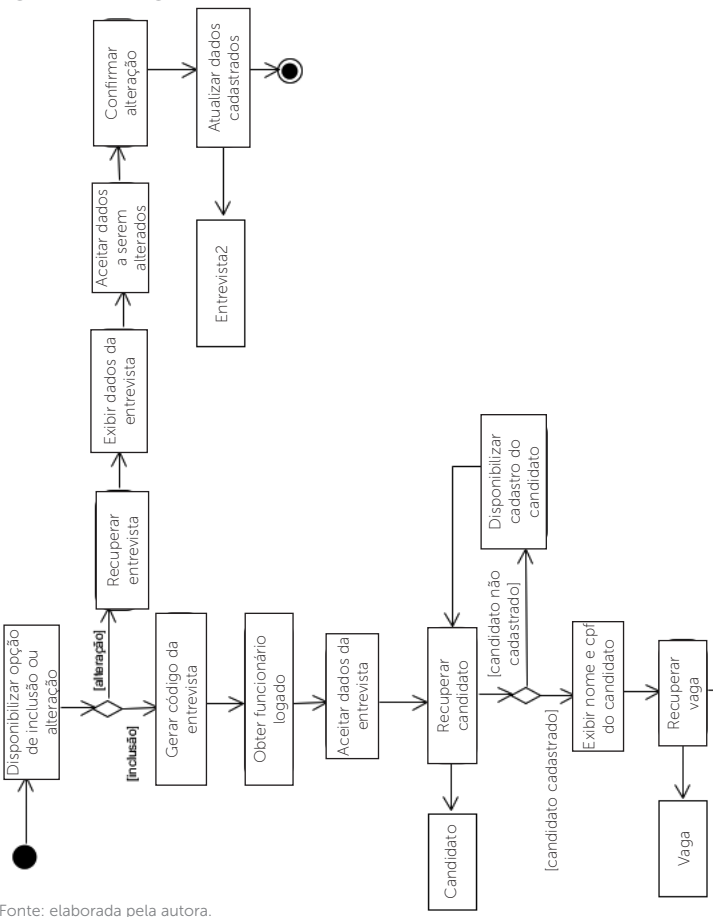 Disponibilizar opção
de inclusão ou
alteração
[alteração]
[inclusão]
Recuperar
entrevista
Exibir dados da
entrevista
Aceitar dados
a serem
alterados
Confirmar
alteração
Atualizar dados
cadastrados
Entrevista2
Gerar código da
entrevista
Obter funcionário
logado
Aceitar dados da
entrevista
Recuperar
candidato
Candidato
[candidato não
cadastrado]
Disponibilizar
cadastro do
candidato
[candidato cadastrado]
Exibir nome e cpf
do candidato
Recuperar
vaga
Vaga
Fonte: elaborada pela autora.